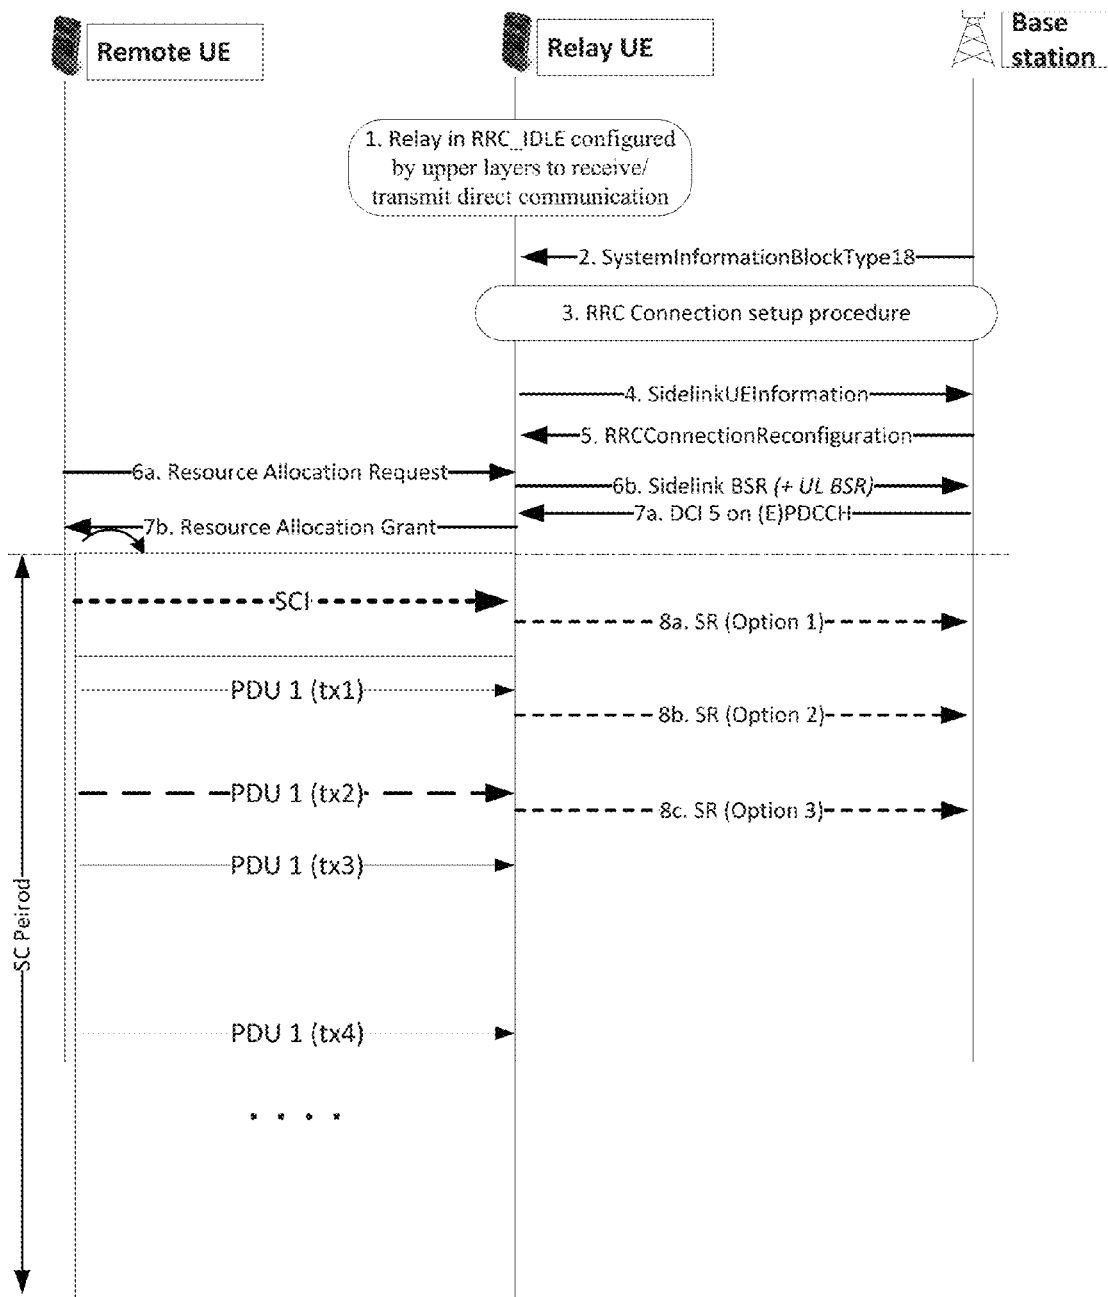 Remote UE
Relay UE
Base
station
1. Relay in RRC_IDLE configured
by upper layers to receive/
transmit direct communication
2. SystemInformationBlockType18
3. RRC Connection setup procedure
4. SidelinkUEInformation
5. RRCConnectionReconfiguration
6a. Resource Allocation Request
6b. Sidelink BSR (+ UL BSR)
7a. DCI 5 on (E)PDCCH
7b. Resource Allocation Grant
SCI
8a. SR (Option 1)
PDU 1 (tx1)
8b. SR (Option 2)
PDU 1 (tx2)
8c. SR (Option 3)
PDU 1 (tx3)
SC Peirod
PDU 1 (tx4)
. . . .